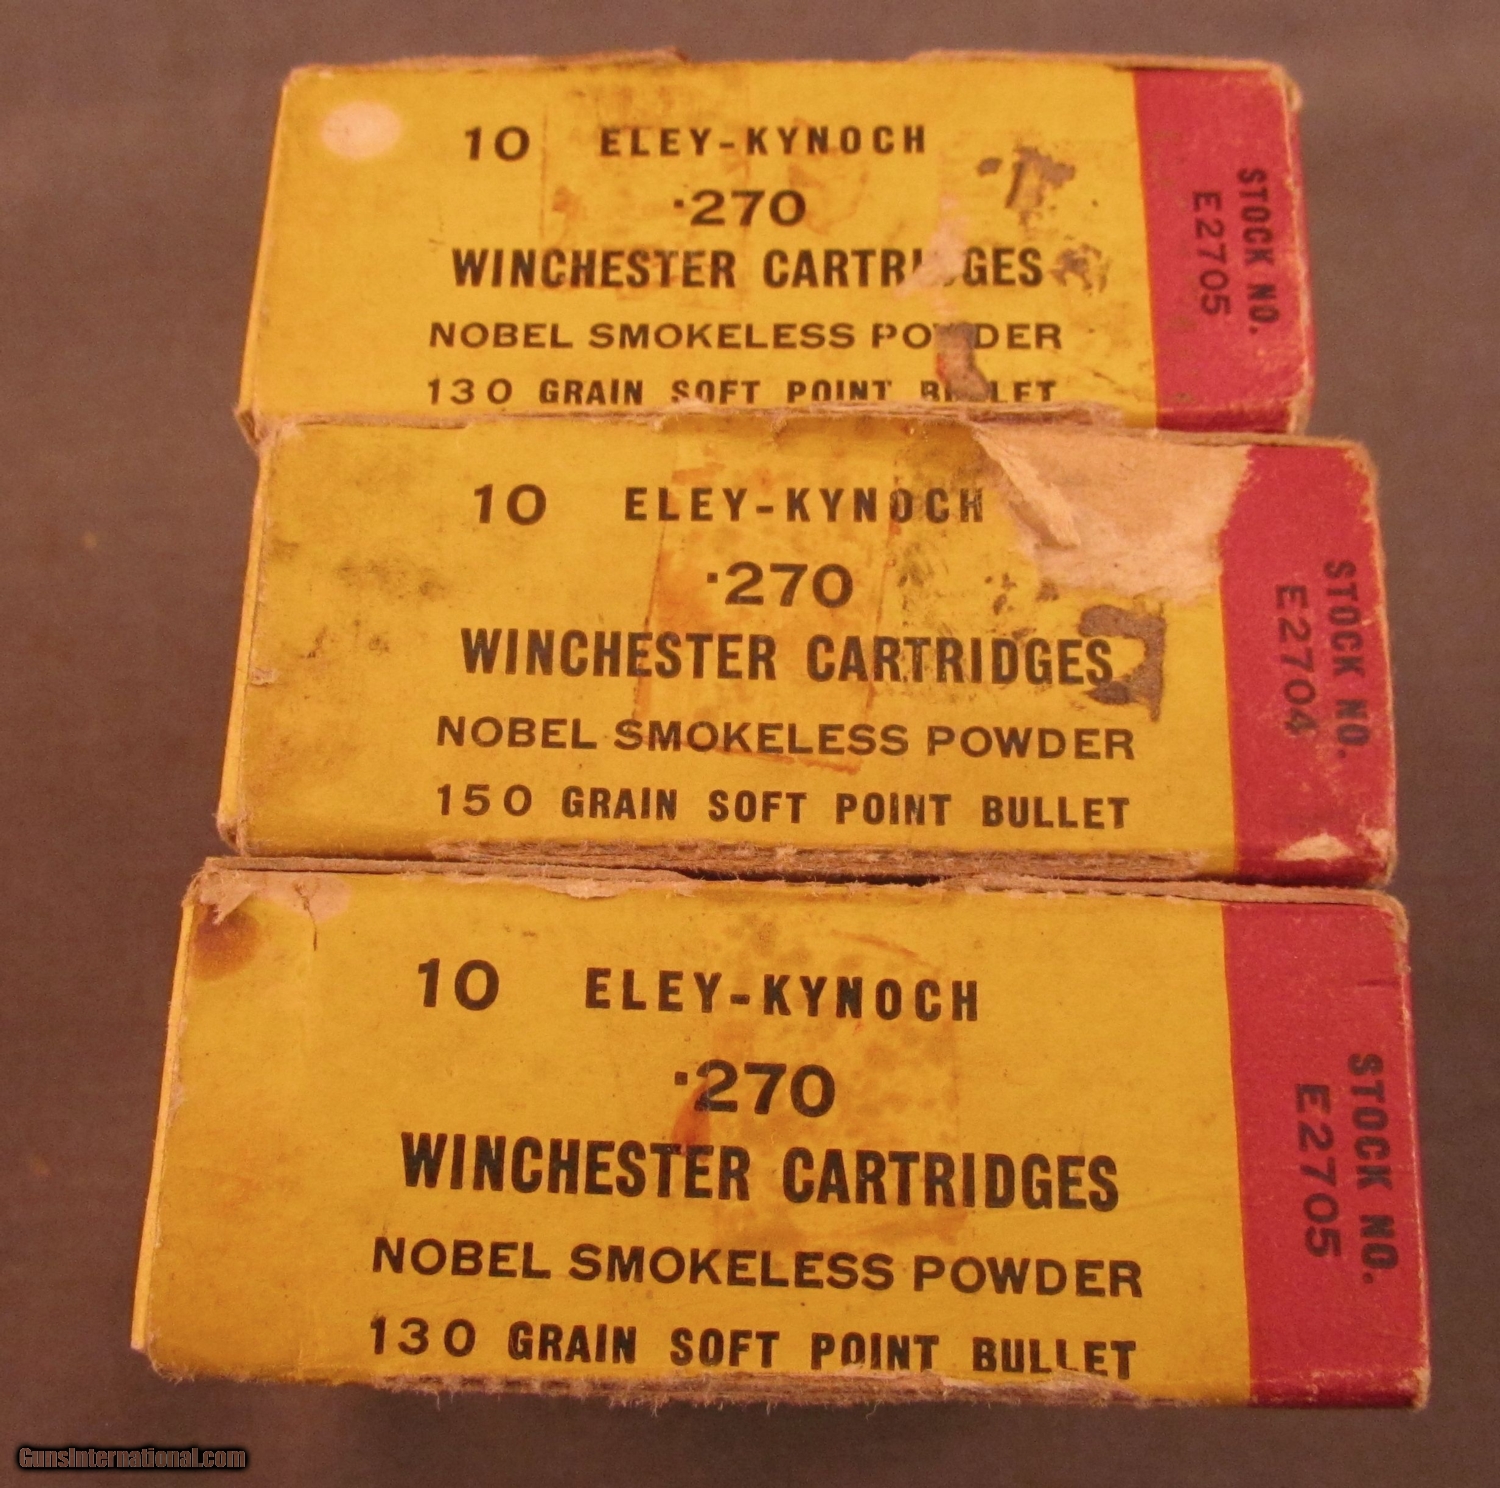 10 ELEY-KYNOCH
·270
WINCHESTER CARTRIDGES
NOBEL SMOKELESS POWDER
130 GRAIN SOFT POINT BULLET
STOCK NO.
E2705
10 ELEY-KYNOCH
·270
WINCHESTER CARTRIDGES
NOBEL SMOKELESS POWDER
150 GRAIN SOFT POINT BULLET
STOCK NO.
E2704
10 ELEY-KYNOCH
·270
WINCHESTER CARTRIDGES
NOBEL SMOKELESS POWDER
130 GRAIN SOFT POINT BULLET
STOCK NO.
E2705
GunsInternational.com